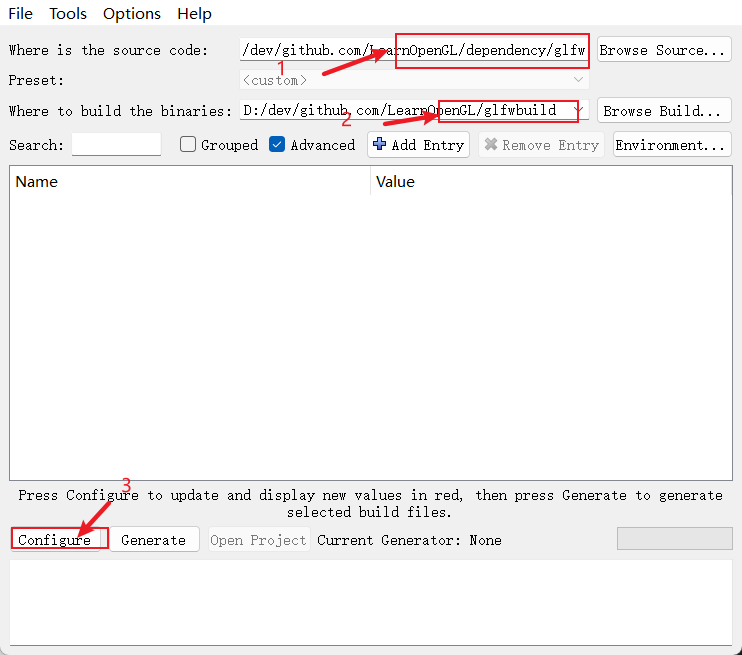 File Tools Options Help
Where is the source code: /dev/github.com/LearnOpenGL/dependency/glfw Browse Source...
1
Preset: <custom>
Where to build the binaries: D:/dev/github.com/LearnOpenGL/glfwbuild Browse Build...
2
Search: Grouped Advanced Add Entry Remove Entry Environment...
Name Value
3
Press Configure to update and display new values in red, then press Generate to generate
selected build files.
Configure Generate Open Project Current Generator: None